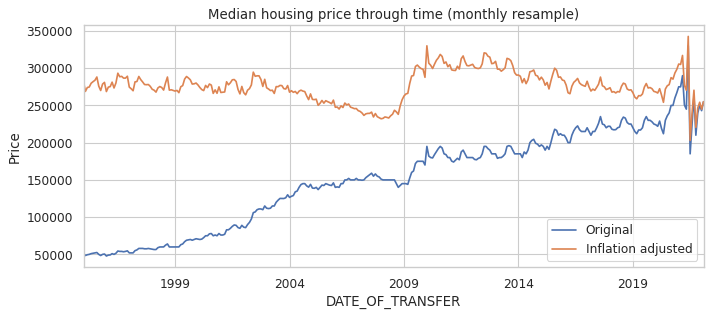 Median housing price through time (monthly resample)
350000
300000
250000
200000
150000
100000
50000
Price
1999
2004
2009
2014
2019
DATE_OF_TRANSFER
Original
Inflation adjusted